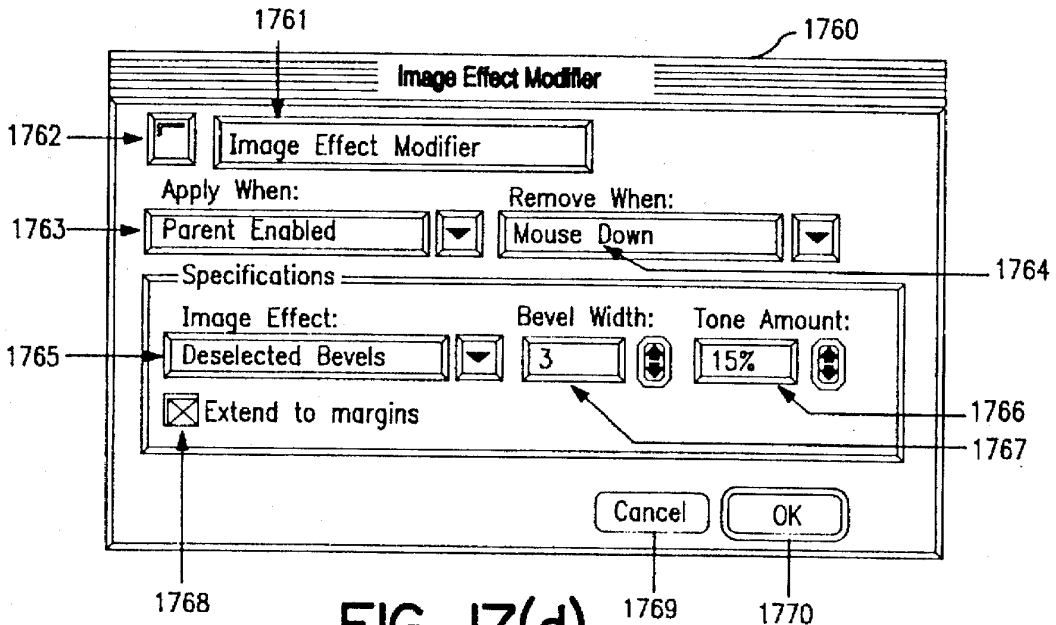 1761
1760
Image Effect Modifier
1762
Image Effect Modifier
Apply When:
Remove When:
1763
Parent Enabled
Mouse Down
1764
Specifications
Image Effect:
Bevel Width:
Tone Amount:
1765
Deselected Bevels
3
15%
1766
Extend to margins
1767
Cancel
OK
1768
FIG. 17(d)
1769
1770